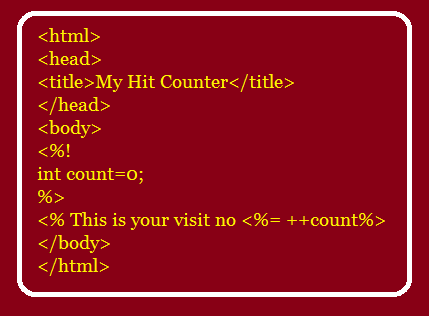 <html>
<head>
<title>My Hit Counter</title>
</head>
<body>
<%!
int count=0;
%>
<% This is your visit no <%= ++count%>
</body>
</html>